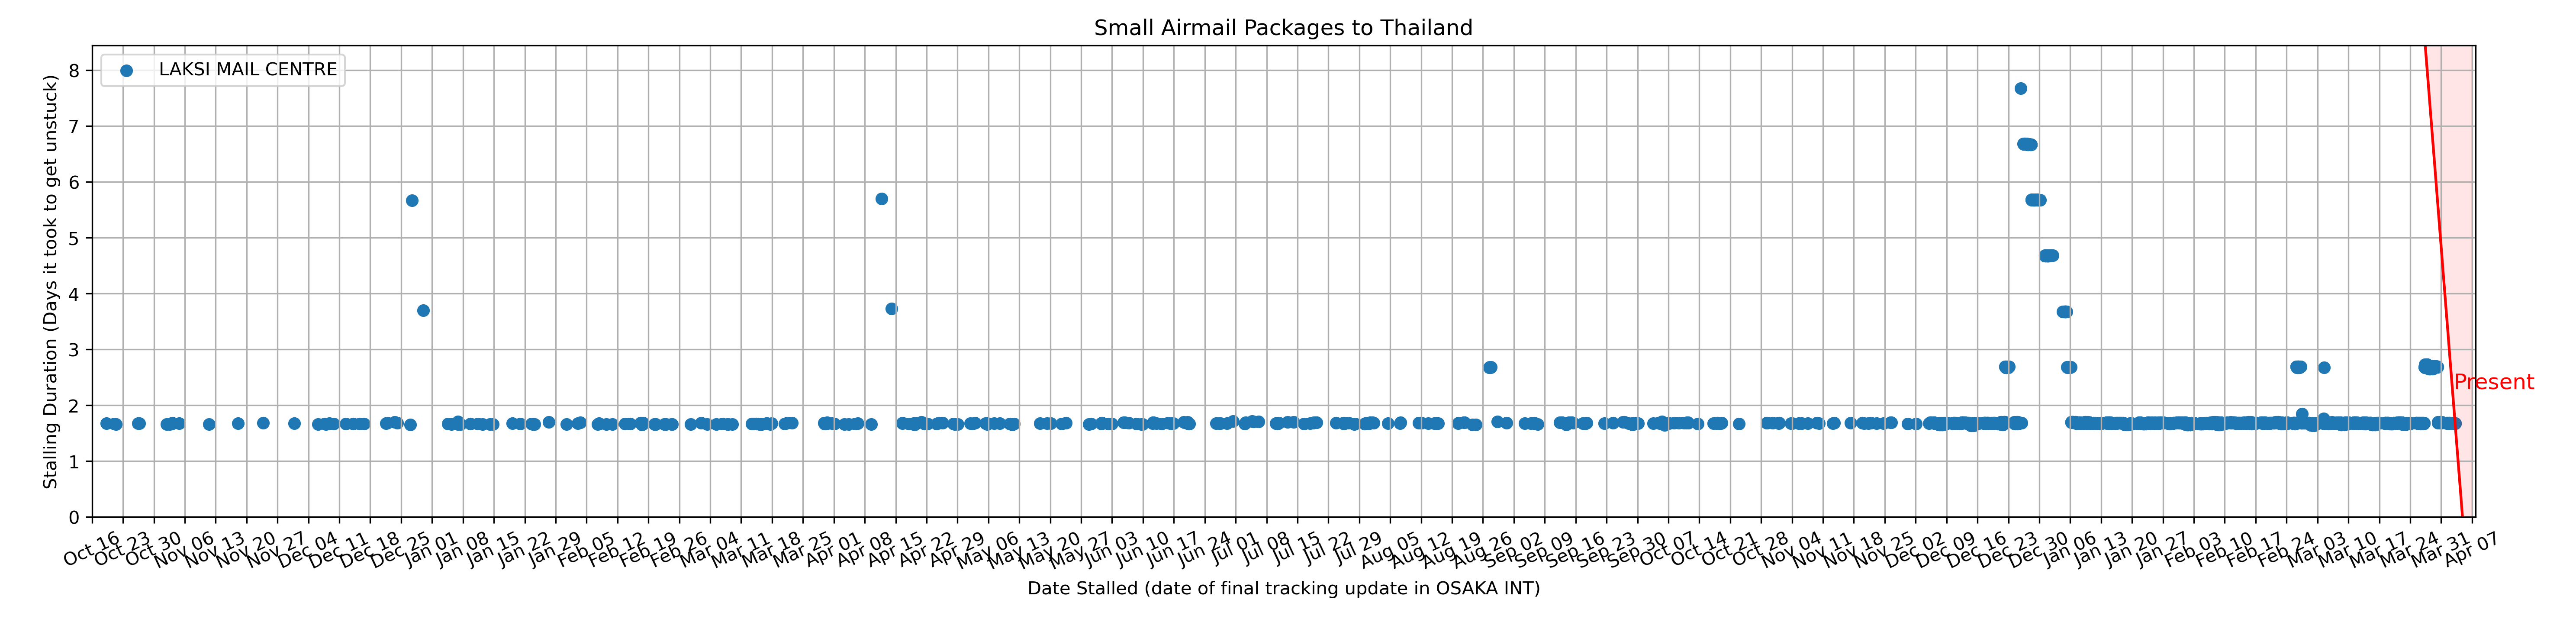 Small Airmail Packages to Thailand
LAKSI MAIL CENTRE
Stalling Duration (Days it took to get unstuck)
8
7
6
5
4
3
2
1
0
Present
Oct 16
Oct 23
Oct 30
Nov 06
Nov 13
Nov 20
Nov 27
Dec 04
Dec 11
Dec 18
Dec 25
Jan 01
Jan 08
Jan 15
Jan 22
Jan 29
Feb 05
Feb 12
Feb 19
Feb 26
Mar 04
Mar 11
Mar 18
Mar 25
Apr 01
Apr 08
Apr 15
Apr 22
Apr 29
May 06
May 13
May 20
May 27
Jun 03
Jun 10
Jun 17
Jun 24
Jul 01
Jul 08
Jul 15
Jul 22
Jul 29
Aug 05
Aug 12
Aug 19
Aug 26
Sep 02
Sep 09
Sep 16
Sep 23
Sep 30
Oct 07
Oct 14
Oct 21
Oct 28
Nov 04
Nov 11
Nov 18
Nov 25
Dec 02
Dec 09
Dec 16
Dec 23
Dec 30
Jan 06
Jan 13
Jan 20
Jan 27
Feb 03
Feb 10
Feb 17
Feb 24
Mar 03
Mar 10
Mar 17
Mar 24
Mar 31
Apr 07
Date Stalled (date of final tracking update in OSAKA INT)